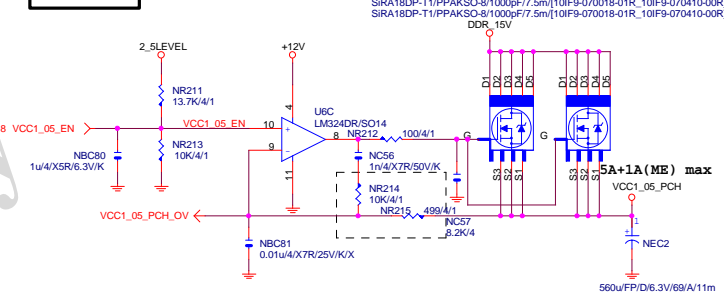 SiRA18DP-T1/PPAKSO-8/1000pF/7.5m/[10IF9-070018-01R_10IF9-070410-00R]
SiRA18DP-T1/PPAKSO-8/1000pF/7.5m/[10IF9-070018-01R_10IF9-070410-00R
DDR_15V
2_5LEVEL
+12V
D1 D2 D3 D4 D5
D1 D2 D3 D4 D5
NR211
13.7K/4/1
U6C
LM324DR/SO14
4
8 VCC1_05_EN
VCC1_05_EN
10
+
9
-
8
11
NR212
100/4/1
G
G
S3 S2 S1
S3 S2 S1
NBC80
1u/4/X5R/6.3V/K
NR213
10K/4/1
NC56
1n/4/X7R/50V/K
5A+1A(ME) max
VCC1_05_PCH
NR214
10K/4/1
VCC1_05_PCH_OV
NR215
499/4/1
NC57
8.2K/4
1
+
NEC2
NBC81
0.01u/4/X7R/25V/K/X
560u/FP/D/6.3V/69/A/11m